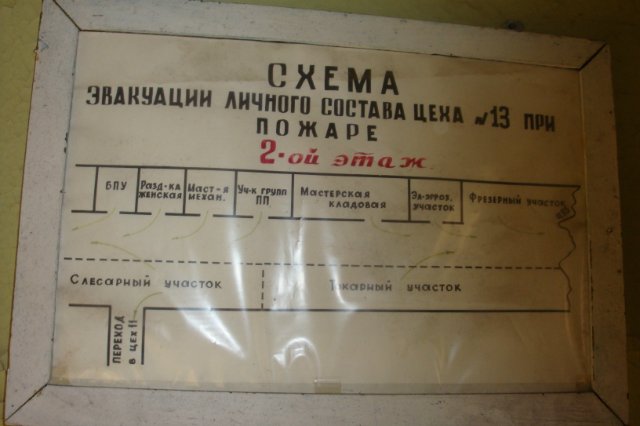 СХЕМА
ЭВАКУАЦИИ ЛИЧНОГО СОСТАВА ЦЕХА №13 ПРИ
ПОЖАРЕ
2-ой этаж
БПУ
Разд-ка
женская
Маст-я
механ.
Уч-к групп
ПП
Мастерская
кладовая
Эл-эроз.
участок
Фрезерный участок
Слесарный участок
Токарный участок
ПЕРЕХОД
В ЦЕХ 11